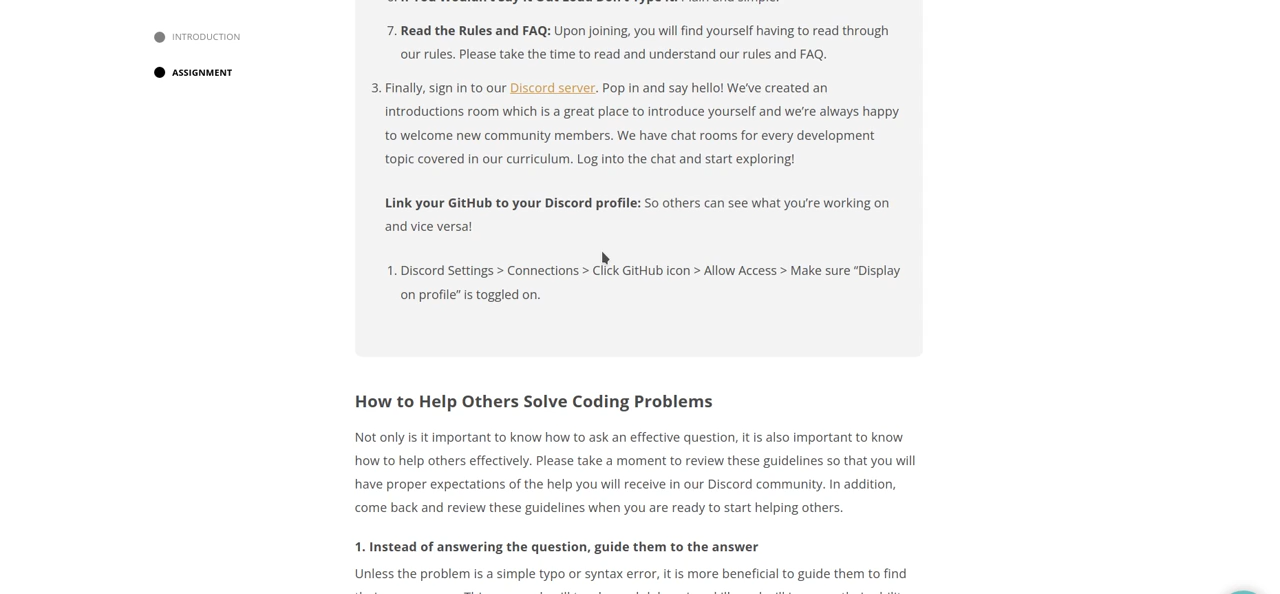 INTRODUCTION
ASSIGNMENT
7. Read the Rules and FAQ: Upon joining, you will find yourself having to read through
our rules. Please take the time to read and understand our rules and FAQ.
3. Finally, sign in to our Discord server. Pop in and say hello! We’ve created an
introductions room which is a great place to introduce yourself and we’re always happy
to welcome new community members. We have chat rooms for every development
topic covered in our curriculum. Log into the chat and start exploring!
Link your GitHub to your Discord profile: So others can see what you’re working on
and vice versa!
1. Discord Settings > Connections > Click GitHub icon > Allow Access > Make sure “Display
on profile” is toggled on.
How to Help Others Solve Coding Problems
Not only is it important to know how to ask an effective question, it is also important to know
how to help others effectively. Please take a moment to review these guidelines so that you will
have proper expectations of the help you will receive in our Discord community. In addition,
come back and review these guidelines when you are ready to start helping others.
1. Instead of answering the question, guide them to the answer
Unless the problem is a simple typo or syntax error, it is more beneficial to guide them to find